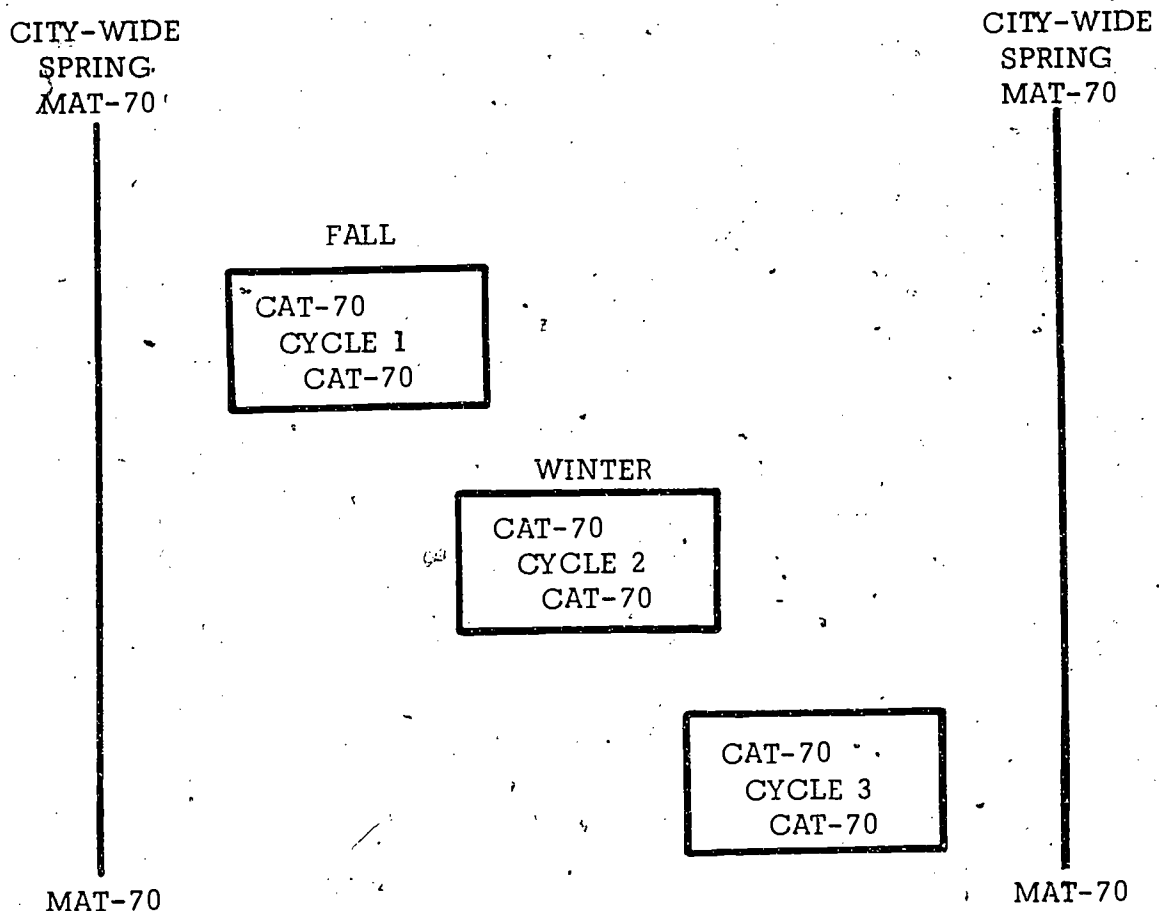 CITY-WIDE
SPRING
MAT-70
CITY-WIDE
SPRING
MAT-70
FALL
CAT-70
CYCLE 1
CAT-70
WINTER
CAT-70
CYCLE 2
CAT-70
CAT-70
CYCLE 3
CAT-70
MAT-70
MAT-70